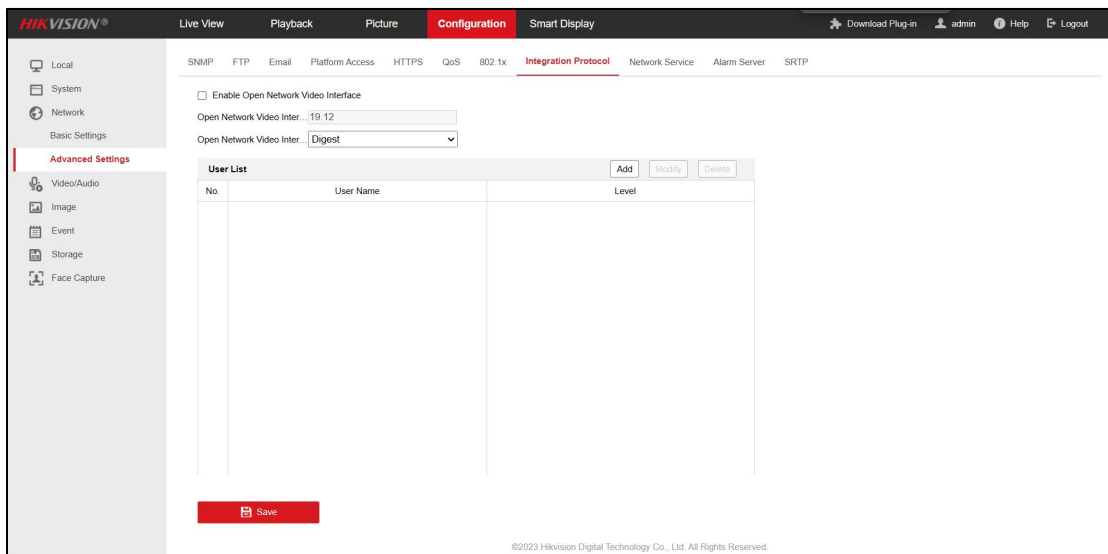 HIKVISION®
Live View
Playback
Picture
Configuration
Smart Display
Download Plug-in
admin
Help
Logout
Local
System
Network
Basic Settings
Advanced Settings
Video/Audio
Image
Event
Storage
Face Capture
SNMP
FTP
Email
Platform Access
HTTPS
QoS
802.1x
Integration Protocol
Network Service
Alarm Server
SRTP
Enable Open Network Video Interface
Open Network Video Inter... 19.12
Open Network Video Inter... Digest
User List
Add
Modify
Delete
No.
User Name
Level
Save
©2023 Hikvision Digital Technology Co., Ltd. All Rights Reserved.